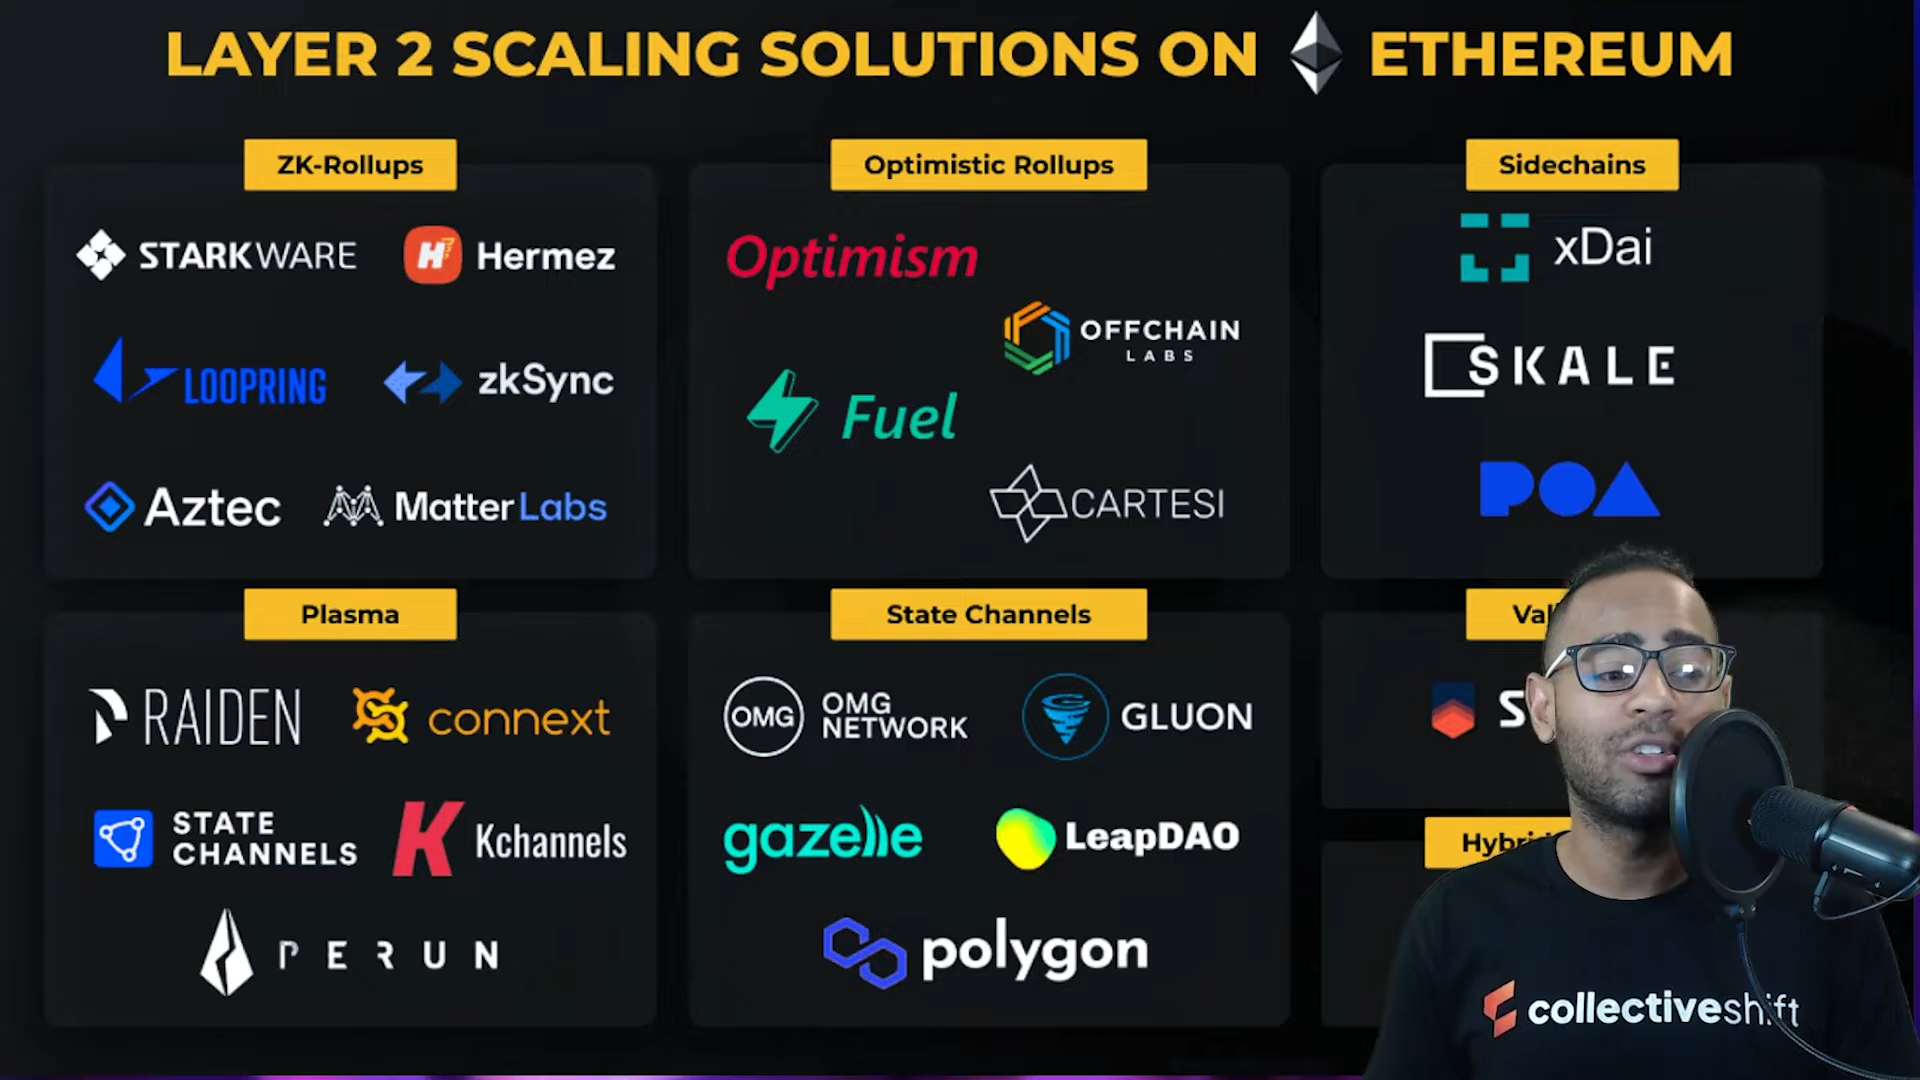 LAYER 2 SCALING SOLUTIONS ON ETHEREUM
ZK-Rollups
STARKWARE
Hermez
LOOPRING
zkSync
Aztec
MatterLabs
Optimistic Rollups
Optimism
OFFCHAIN
LABS
Fuel
CARTESI
Sidechains
xDai
SKALE
POA
Plasma
RAIDEN
connext
STATE
CHANNELS
Kchannels
PERUN
State Channels
OMG
OMG
NETWORK
GLUON
gazelle
LeapDAO
polygon
collectiveshift